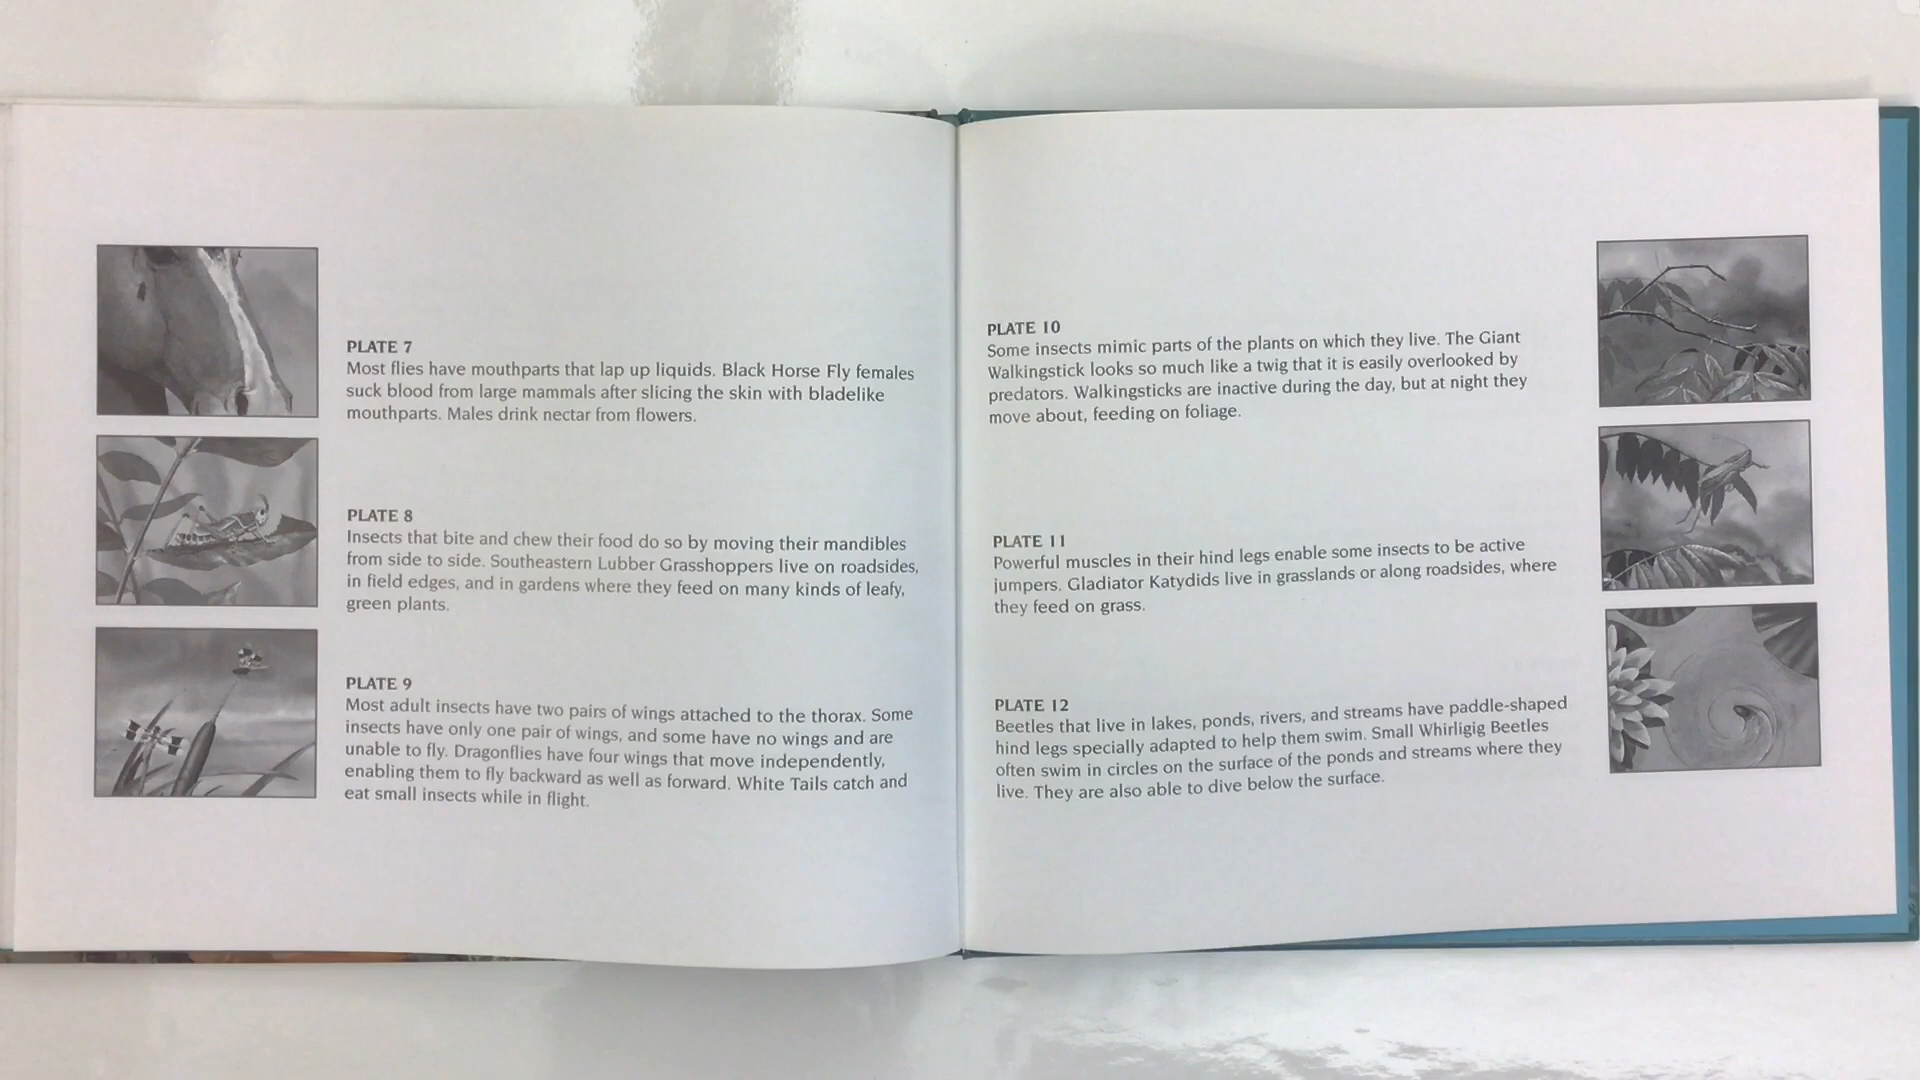 PLATE 7
Most flies have mouthparts that lap up liquids. Black Horse Fly females
suck blood from large mammals after slicing the skin with bladelike
mouthparts. Males drink nectar from flowers.
PLATE 8
Insects that bite and chew their food do so by moving their mandibles
from side to side. Southeastern Lubber Grasshoppers live on roadsides,
in field edges, and in gardens where they feed on many kinds of leafy,
green plants.
PLATE 9
Most adult insects have two pairs of wings attached to the thorax. Some
insects have only one pair of wings, and some have no wings and are
unable to fly. Dragonflies have four wings that move independently,
enabling them to fly backward as well as forward. White Tails catch and
eat small insects while in flight.
PLATE 10
Some insects mimic parts of the plants on which they live. The Giant
Walkingstick looks so much like a twig that it is easily overlooked by
predators. Walkingsticks are inactive during the day, but at night they
move about, feeding on foliage.
PLATE 11
Powerful muscles in their hind legs enable some insects to be active
jumpers. Gladiator Katydids live in grasslands or along roadsides, where
they feed on grass.
PLATE 12
Beetles that live in lakes, ponds, rivers, and streams have paddle-shaped
hind legs specially adapted to help them swim. Small Whirligig Beetles
often swim in circles on the surface of the ponds and streams where they
live. They are also able to dive below the surface.